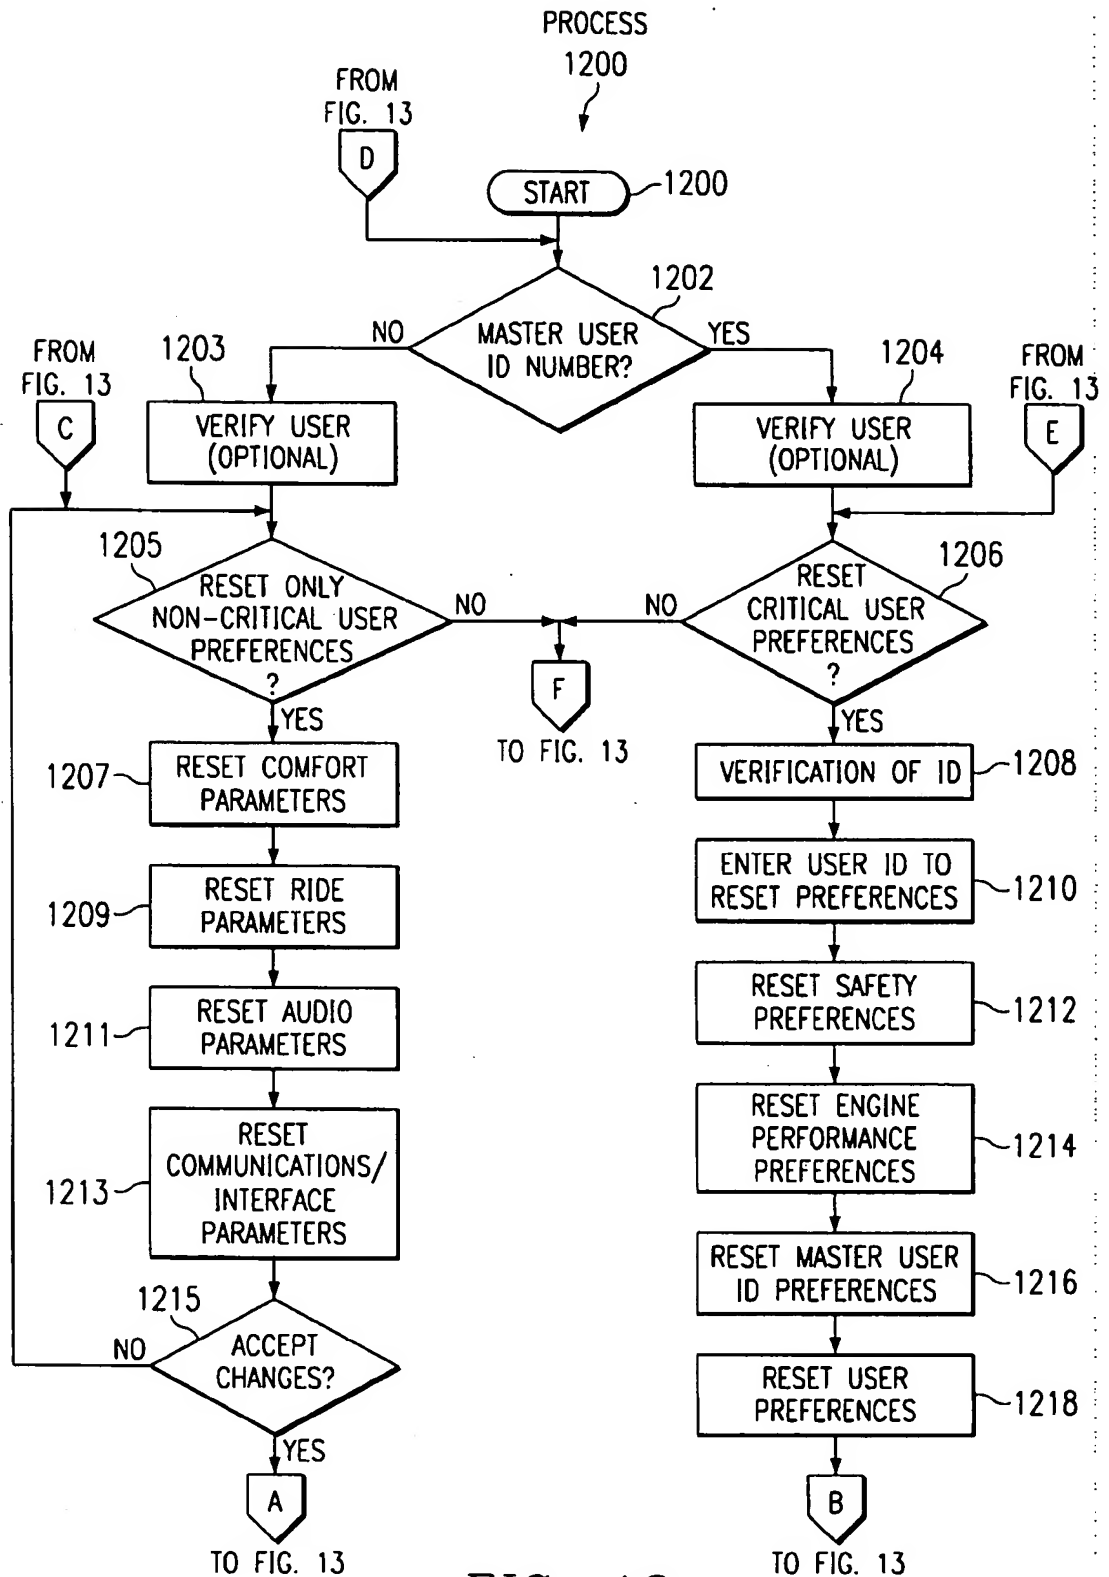 PROCESS
1200
FROM
FIG. 13
D
START
1200
1202
MASTER USER
ID NUMBER?
NO
YES
FROM
FIG. 13
C
1203
VERIFY USER
(OPTIONAL)
1204
VERIFY USER
(OPTIONAL)
FROM
FIG. 13
E
1205
RESET ONLY
NON-CRITICAL USER
PREFERENCES
?
NO
YES
1206
RESET
CRITICAL USER
PREFERENCES
?
NO
YES
F
TO FIG. 13
1207
RESET COMFORT
PARAMETERS
1208
VERIFICATION OF ID
1209
RESET RIDE
PARAMETERS
ENTER USER ID TO
RESET PREFERENCES
1210
1211
RESET AUDIO
PARAMETERS
RESET SAFETY
PREFERENCES
1212
1213
RESET
COMMUNICATIONS/
INTERFACE
PARAMETERS
RESET ENGINE
PERFORMANCE
PREFERENCES
1214
RESET MASTER USER
ID PREFERENCES
1216
1215
ACCEPT
CHANGES?
NO
YES
RESET USER
PREFERENCES
1218
A
TO FIG. 13
B
TO FIG. 13